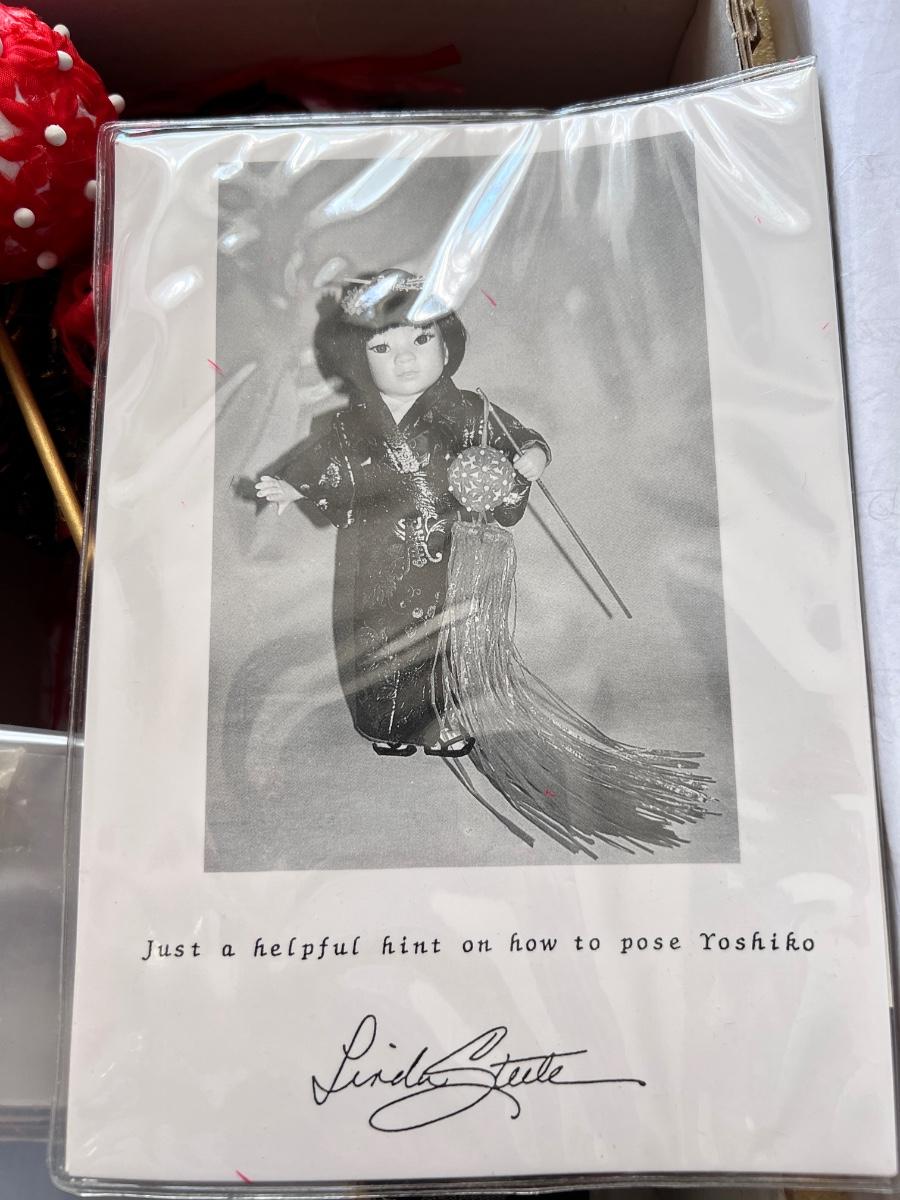 Just a helpful hint on how to pose Yoshiko
Linda Steele